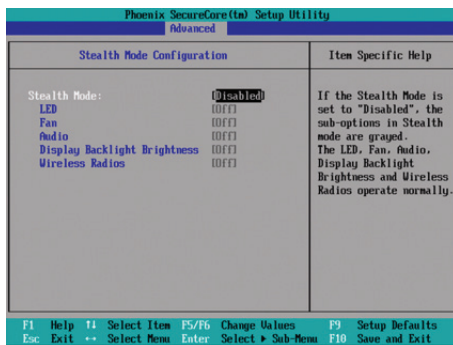 Phoenix SecureCore(tm) Setup Utility
Advanced
Stealth Mode Configuration
Item Specific Help
Stealth Mode: [Disabled]
LED [Off]
Fan [Off]
Audio [Off]
Display Backlight Brightness [Off]
Wireless Radios [Off]
If the Stealth Mode is
set to "Disabled", the
sub-options in Stealth
mode are grayed.
The LED, Fan, Audio,
Display Backlight
Brightness and Wireless
Radios operate normally.
F1 Help ↑↓ Select Item F5/F6 Change Values F9 Setup Defaults
Esc Exit ↔ Select Menu Enter Select ▶ Sub-Menu F10 Save and Exit